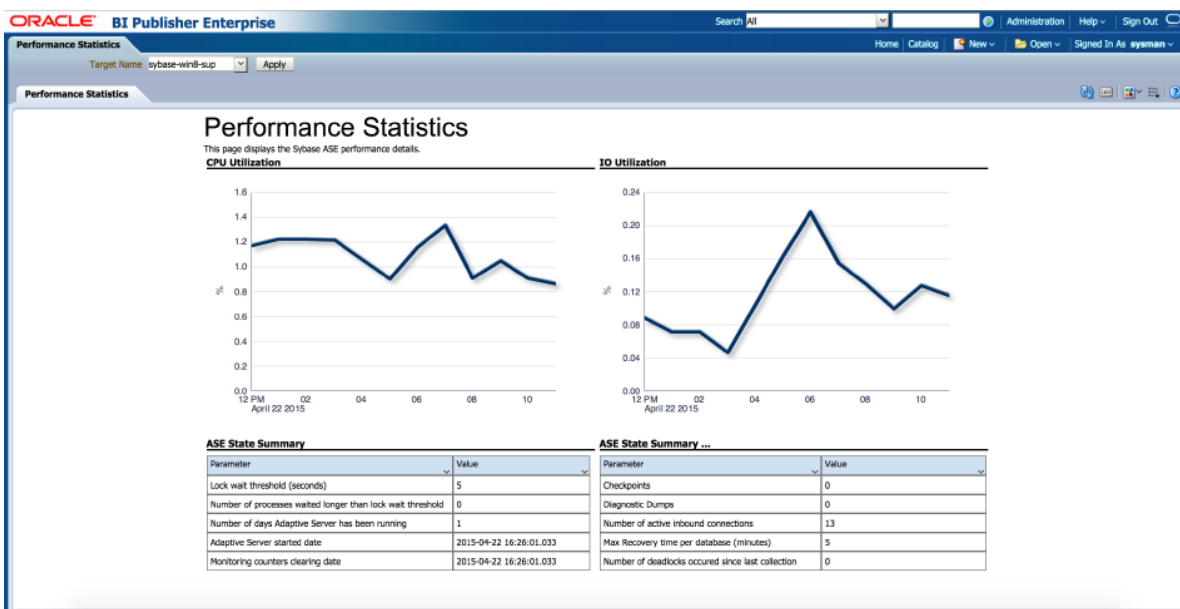 ORACLE BI Publisher Enterprise Search All Administration Help Sign Out
Performance Statistics Home Catalog New Open Signed In As sysman
Target Name sybase-win8-sup Apply
Performance Statistics
Performance Statistics
This page displays the Sybase ASE performance details.
CPU Utilization
1.6
1.4
1.2
1.0
0.8
0.6
0.4
0.2
0.0
%
12 PM 02 04 06 08 10
April 22 2015
IO Utilization
0.24
0.20
0.16
0.12
0.08
0.04
0.00
%
12 PM 02 04 06 08 10
April 22 2015
ASE State Summary
Parameter Value
Lock wait threshold (seconds) 5
Number of processes waited longer than lock wait threshold 0
Number of days Adaptive Server has been running 1
Adaptive Server started date 2015-04-22 16:26:01.033
Monitoring counters clearing date 2015-04-22 16:26:01.033
ASE State Summary ...
Parameter Value
Checkpoints 0
Diagnostic Dumps 0
Number of active inbound connections 13
Max Recovery time per database (minutes) 5
Number of deadlocks occured since last collection 0